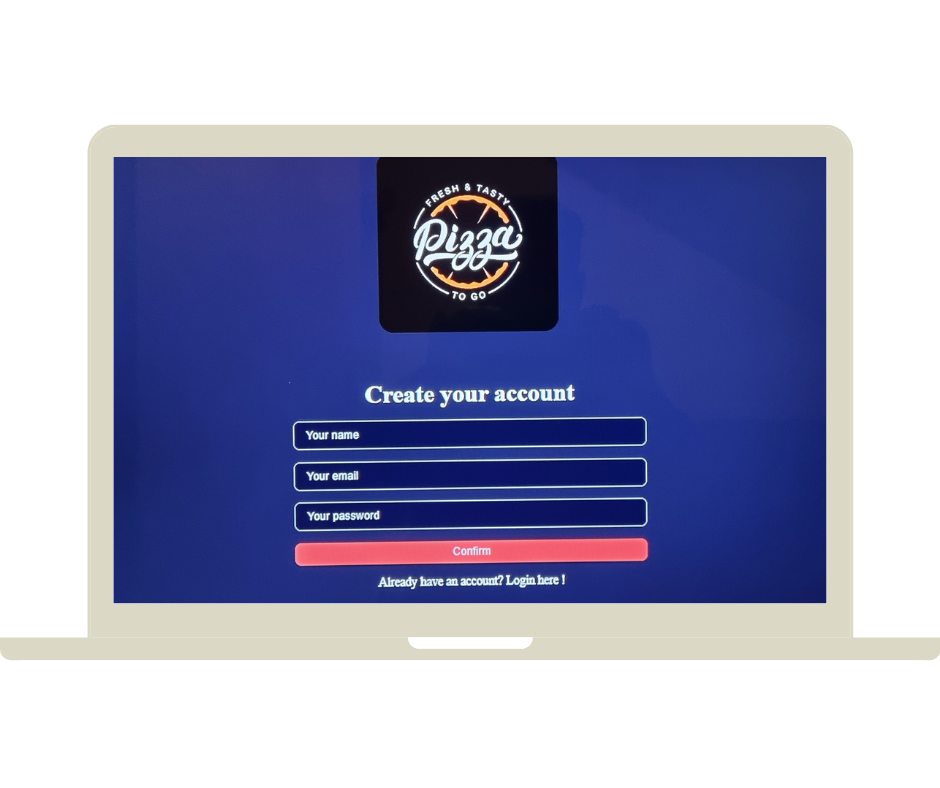 FRESH & TASTY
Pizza
TO GO
Create your account
Your name
Your email
Your password
Confirm
Already have an account? Login here !